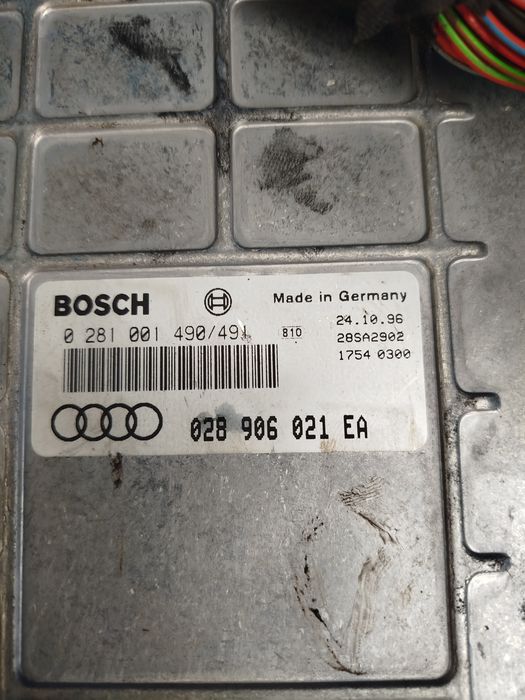 BOSCH
Made in Germany
0 281 001 490/491
810
24.10.96
28SA2902
1754 0300
028 906 021 EA